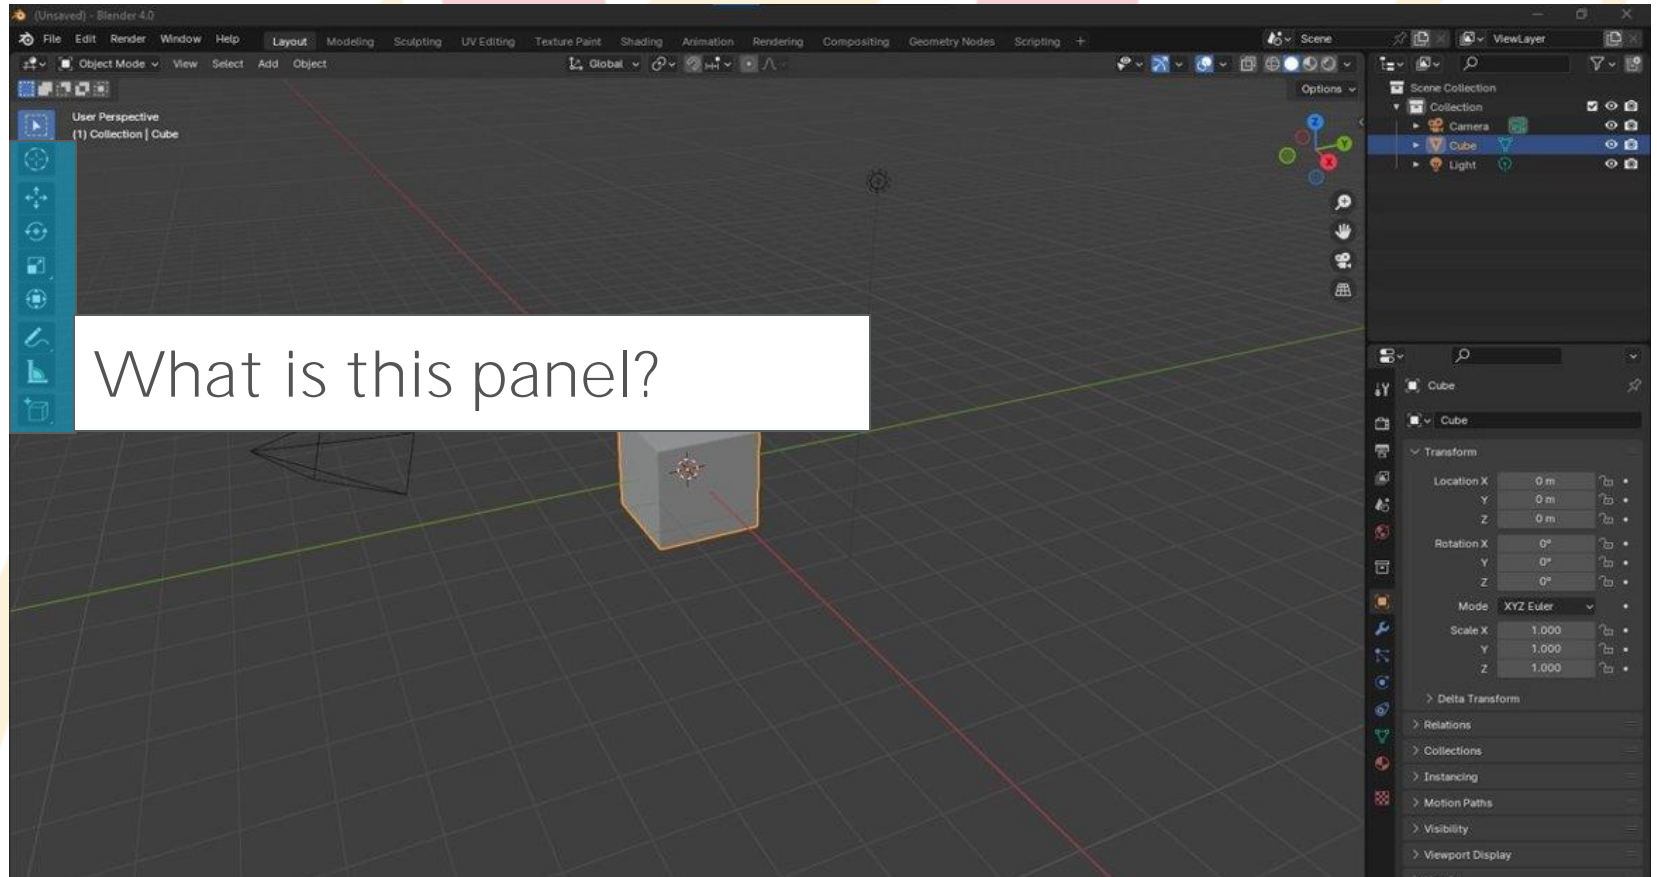 (Unsaved) - Blender 4.0
File Edit Render Window Help Layout Modeling Sculpting UV Editing Texture Paint Shading Animation Rendering Compositing Geometry Nodes Scripting + Scene ViewLayer
Object Mode View Select Add Object Global
Options
User Perspective
(1) Collection | Cube
What is this panel?
Z
Y
X
Scene Collection
Collection
Camera
Cube
Light
Cube
Cube
Transform
Location X 0 m
Y 0 m
Z 0 m
Rotation X 0°
Y 0°
Z 0°
Mode XYZ Euler
Scale X 1.000
Y 1.000
Z 1.000
Delta Transform
Relations
Collections
Instancing
Motion Paths
Visibility
Viewport Display